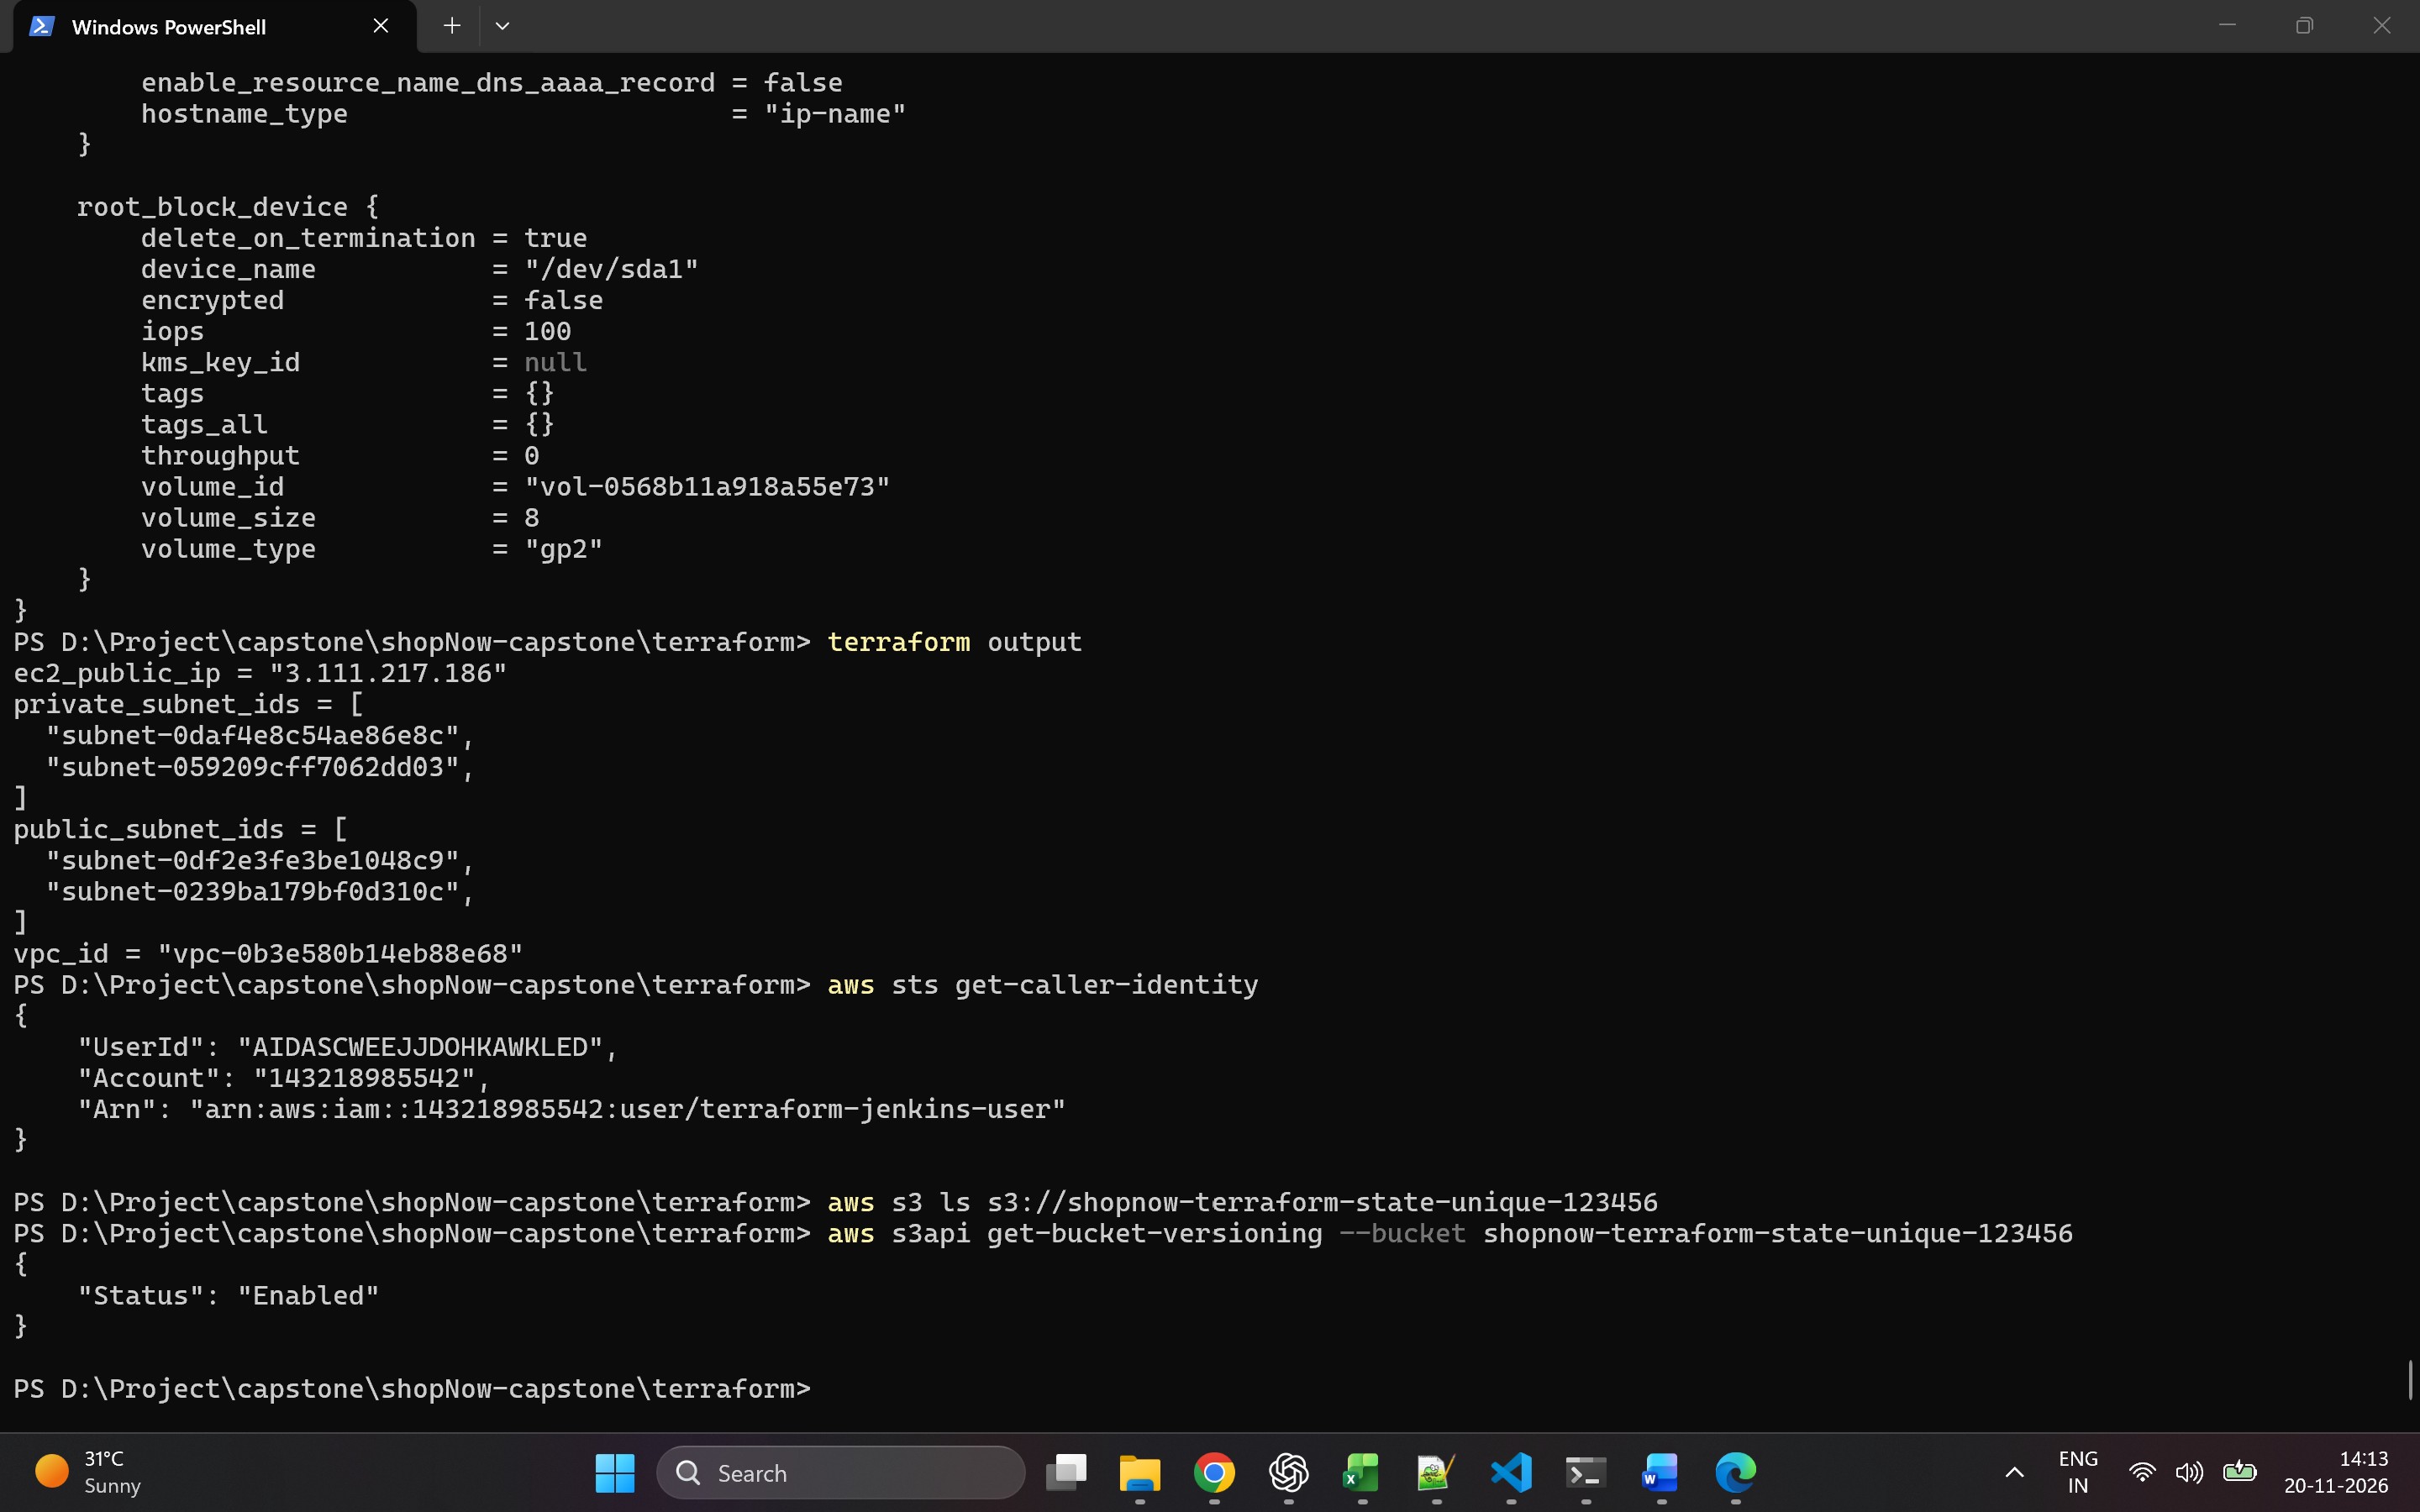 Windows PowerShell
        enable_resource_name_dns_aaaa_record = false
        hostname_type                        = "ip-name"
    }
    root_block_device {
        delete_on_termination = true
        device_name           = "/dev/sda1"
        encrypted             = false
        iops                  = 100
        kms_key_id            = null
        tags                  = {}
        tags_all              = {}
        throughput            = 0
        volume_id             = "vol-0568b11a918a55e73"
        volume_size           = 8
        volume_type           = "gp2"
    }
}
PS D:\Project\capstone\shopNow-capstone\terraform> terraform output
ec2_public_ip = "3.111.217.186"
private_subnet_ids = [
  "subnet-0daf4e8c54ae86e8c",
  "subnet-059209cff7062dd03",
]
public_subnet_ids = [
  "subnet-0df2e3fe3be1048c9",
  "subnet-0239ba179bf0d310c",
]
vpc_id = "vpc-0b3e580b14eb88e68"
PS D:\Project\capstone\shopNow-capstone\terraform> aws sts get-caller-identity
{
    "UserId": "AIDASCWEEJJDOHKAWKLED",
    "Account": "143218985542",
    "Arn": "arn:aws:iam::143218985542:user/terraform-jenkins-user"
}
PS D:\Project\capstone\shopNow-capstone\terraform> aws s3 ls s3://shopnow-terraform-state-unique-123456
PS D:\Project\capstone\shopNow-capstone\terraform> aws s3api get-bucket-versioning --bucket shopnow-terraform-state-unique-123456
{
    "Status": "Enabled"
}
PS D:\Project\capstone\shopNow-capstone\terraform>
31°C
Sunny
Search
ENG
IN
14:13
20-11-2026